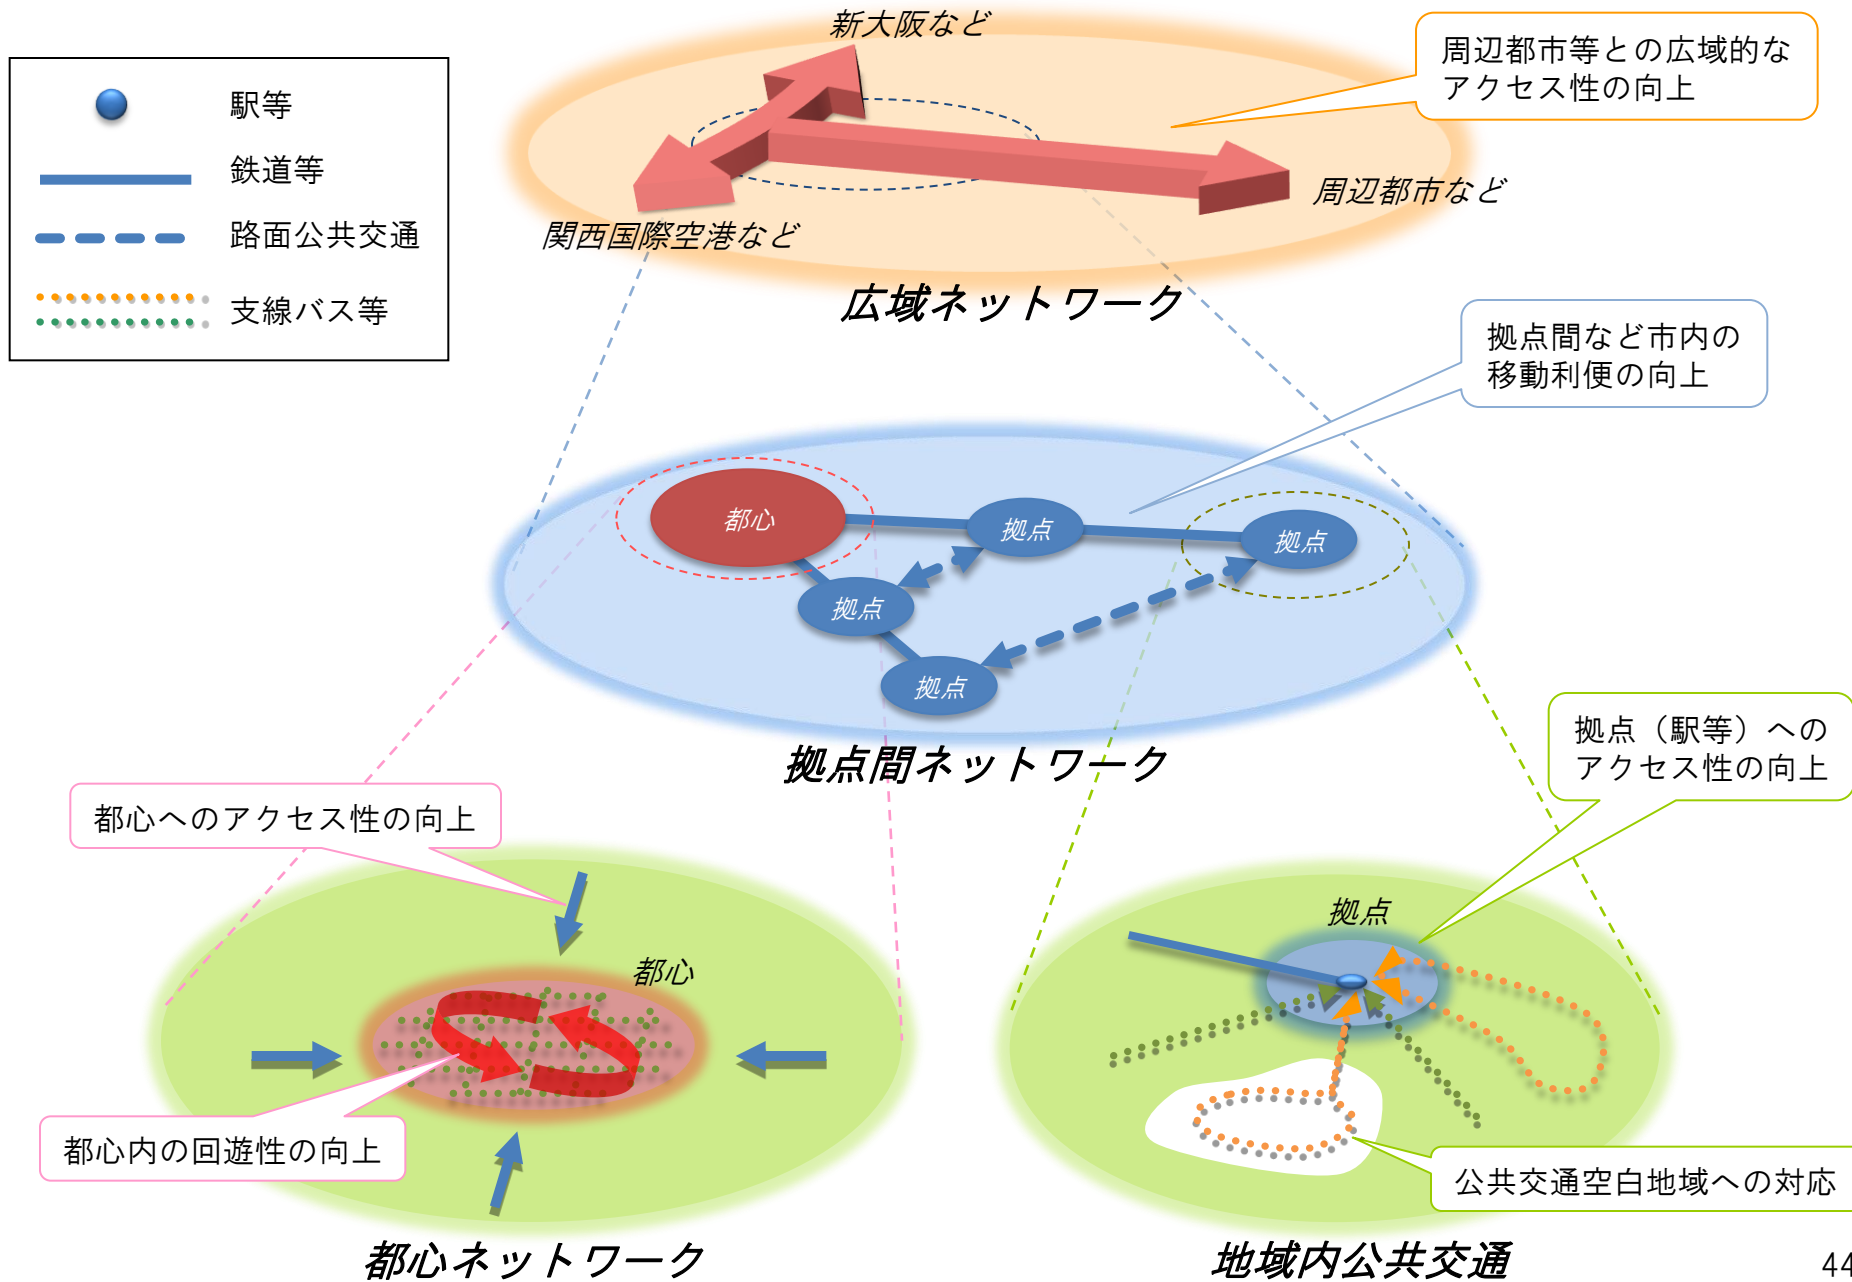 新大阪など
周辺都市等との広域的な
アクセス性の向上
駅等
鉄道等
路面公共交通
支線バス等
周辺都市など
関西国際空港など
広域ネットワーク
拠点間など市内の
移動利便の向上
都心
拠点
拠点
拠点
拠点
拠点間ネットワーク
拠点（駅等）への
アクセス性の向上
都心へのアクセス性の向上
拠点
都心
都心内の回遊性の向上
公共交通空白地域への対応
都心ネットワーク
地域内公共交通
44